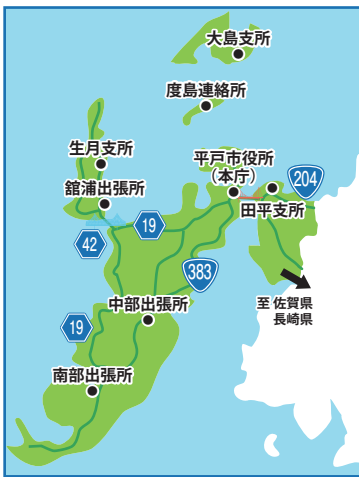 大島支所
度島連絡所
生月支所
平戸市役所
（本庁）
204
舘浦出張所
田平支所
19
42
383
至 佐賀県
長崎県
中部出張所
19
南部出張所